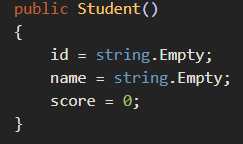 public Student()
{
    id = string.Empty;
    name = string.Empty;
    score = 0;
}